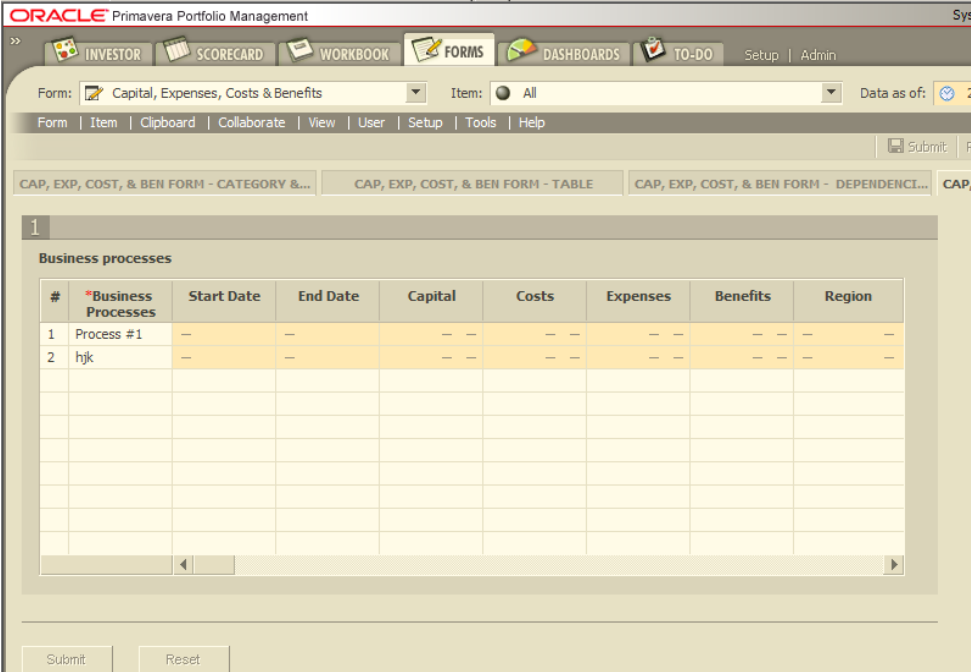 ORACLE Primavera Portfolio Management Sys
» INVESTOR SCORECARD WORKBOOK FORMS DASHBOARDS TO-DO Setup | Admin
Form: Capital, Expenses, Costs & Benefits Item: All Data as of: 2
Form | Item | Clipboard | Collaborate | View | User | Setup | Tools | Help
Submit
CAP, EXP, COST, & BEN FORM - CATEGORY &... CAP, EXP, COST, & BEN FORM - TABLE CAP, EXP, COST, & BEN FORM - DEPENDENCI... CAP,
1
Business processes
# *Business Processes Start Date End Date Capital Costs Expenses Benefits Region
1 Process #1 — — — — — — — — — — — —
2 hjk — — — — — — — — — — — —
Submit Reset